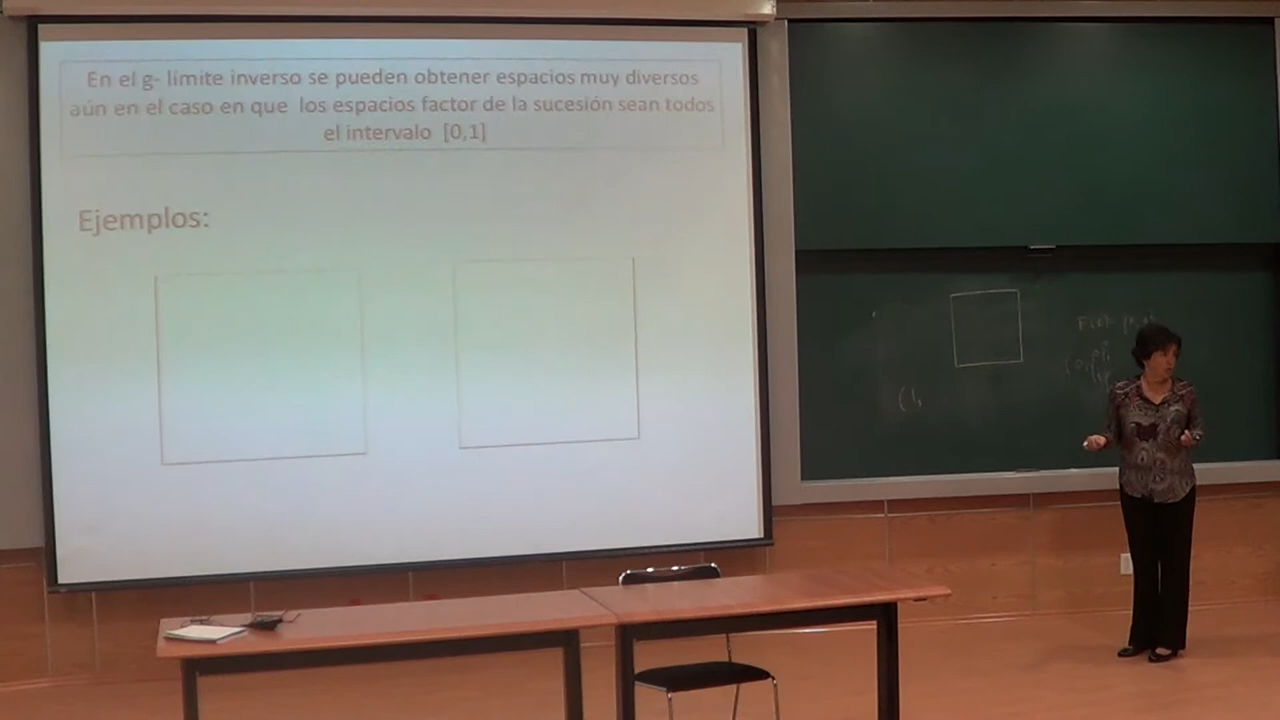 En el g- límite inverso se pueden obtener espacios muy diversos
aún en el caso en que los espacios factor de la sucesión sean todos
el intervalo [0,1]
Ejemplos:
(1,